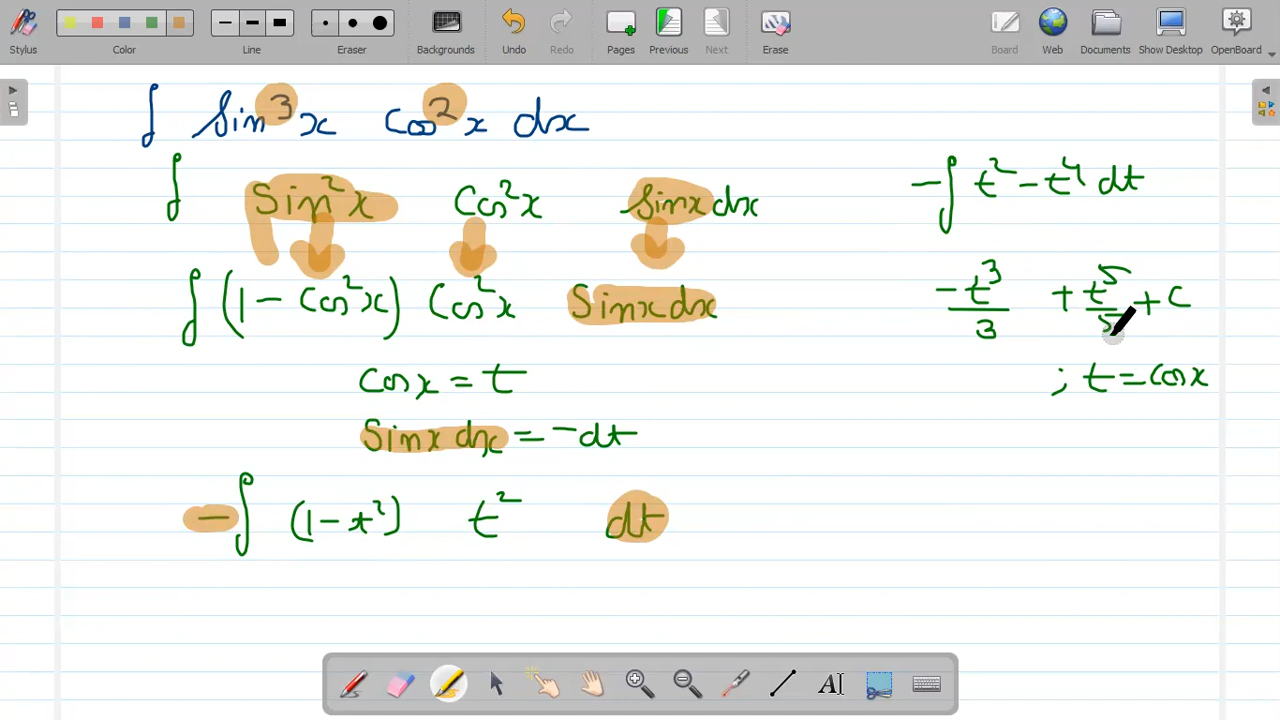 Stylus Color Line Eraser Backgrounds Undo Redo Pages Previous Next Erase Board Web Documents Show Desktop OpenBoard
∫ Sin³x Cos²x dx
∫ Sin²x Cos²x Sinx dx
∫ (1 - Cos²x) Cos²x Sinx dx
Cosx = t
Sinx dx = -dt
-∫ (1 - t²) t² dt
-∫ t² - t⁴ dt
-t³/3 + t⁵/5 + C
; t = Cosx